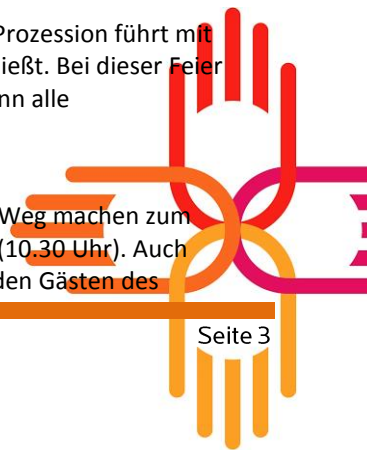 Prozession führt mit
ießt. Bei dieser Feier
nn alle
Weg machen zum
(10.30 Uhr). Auch
den Gästen des
Seite 3